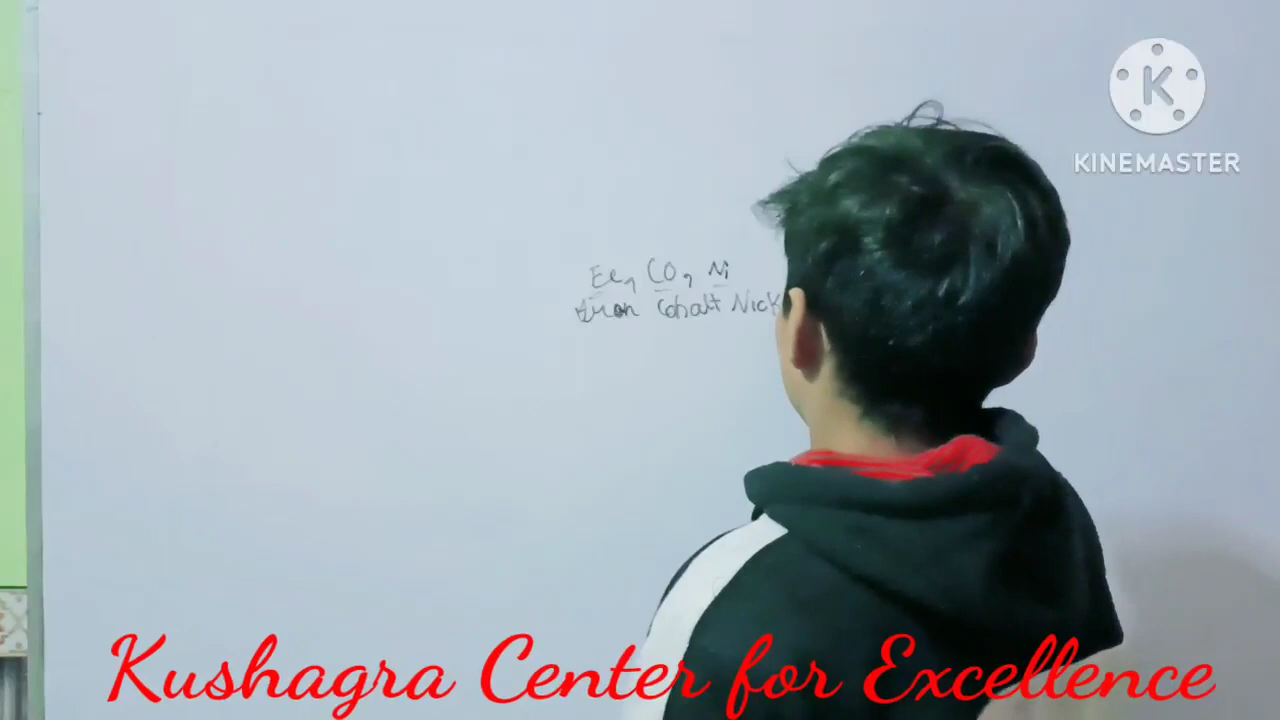 K
KINEMASTER
Fe, CO, Ni
Iron Cobalt Nick
Kushagra Center for Excellence